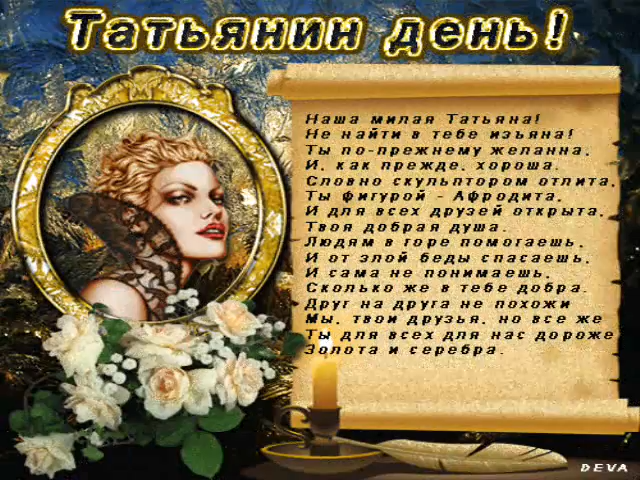 Татьянин день!
Наша милая Татьяна!
Не найти в тебе изъяна!
Ты по-прежнему желанна,
И, как прежде, хороша.
Словно скульптором отлита,
Ты фигурой - Афродита,
И для всех друзей открыта,
Твоя добрая душа.
Людям в горе помогаешь,
И от злой беды спасаешь,
И сама не понимаешь,
Сколько же в тебе добра.
Друг на друга не похожи
Мы, твои друзья, но все же
Ты для всех для нас дороже
Золота и серебра.
DEVA